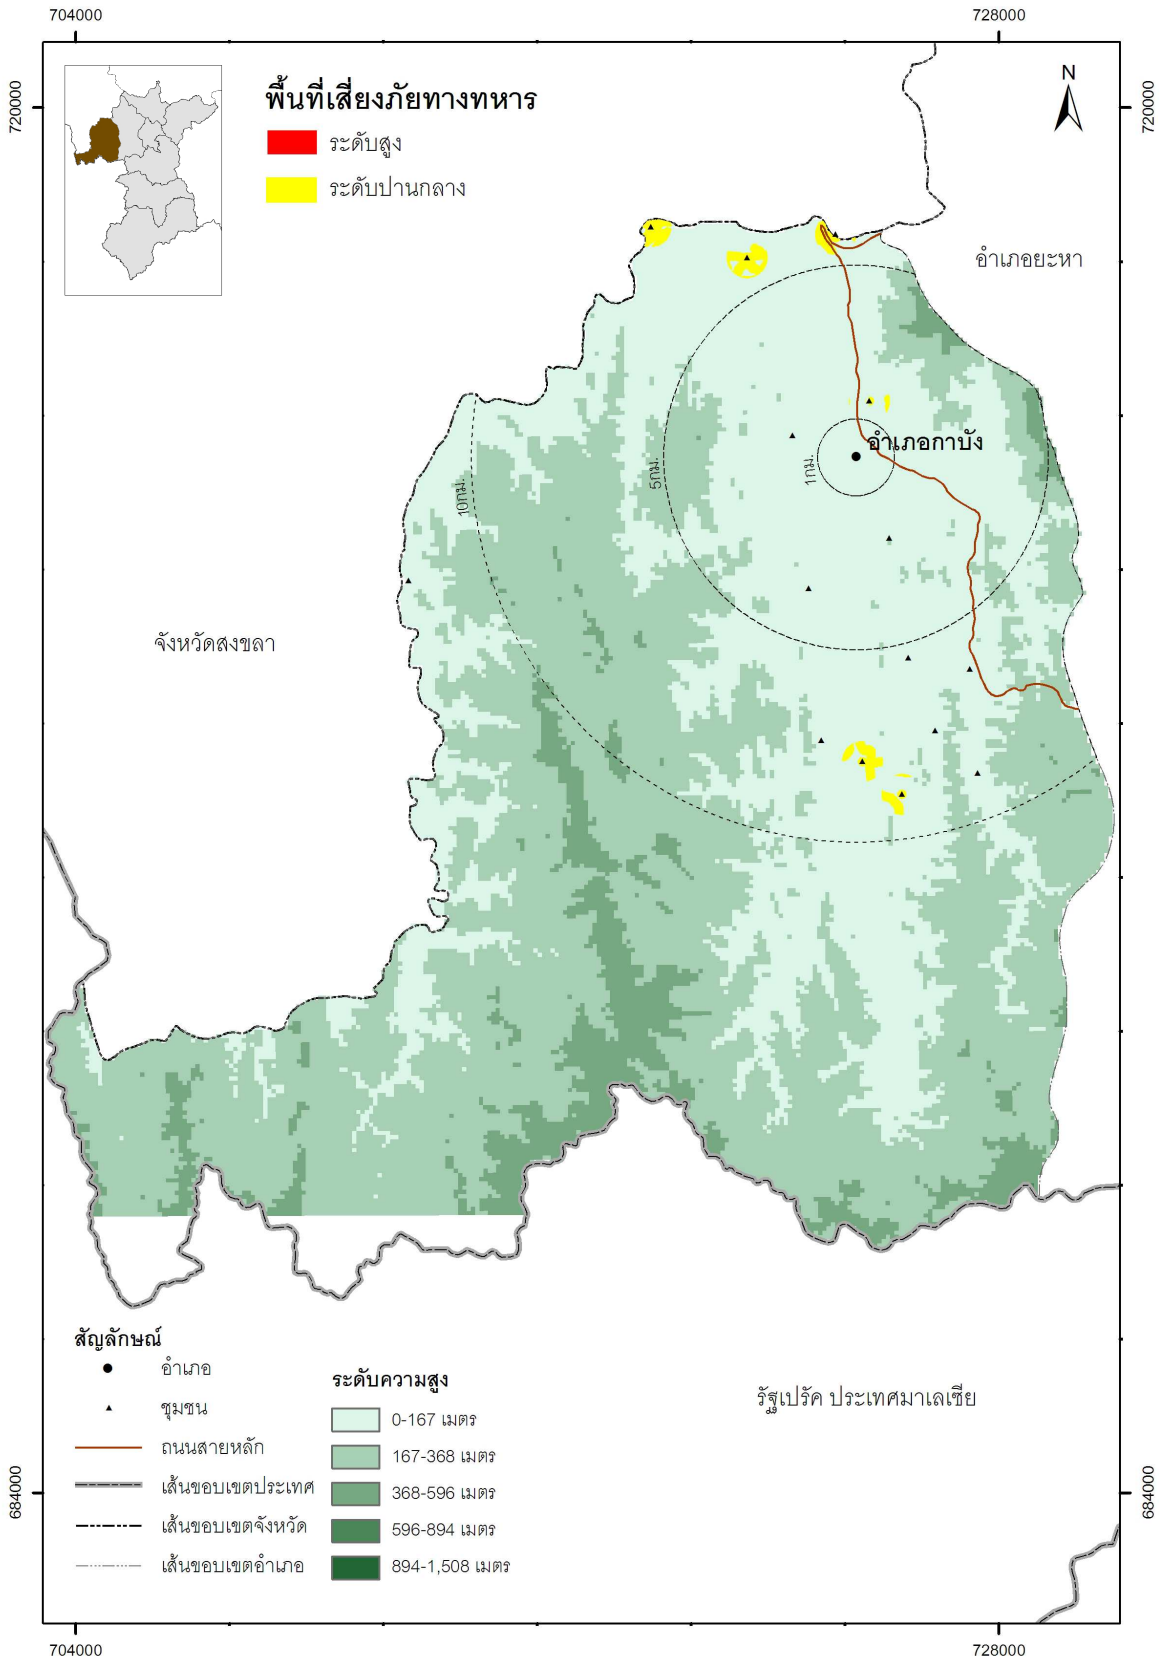 704000
728000
720000
720000
N
พื้นที่เสี่ยงภัยทางทหาร
ระดับสูง
ระดับปานกลาง
อำเภอยะหา
อำเภอกาบัง
1กม.
5กม.
10กม.
จังหวัดสงขลา
รัฐเปรัค ประเทศมาเลเซีย
สัญลักษณ์
อำเภอ
ชุมชน
ถนนสายหลัก
เส้นขอบเขตประเทศ
เส้นขอบเขตจังหวัด
เส้นขอบเขตอำเภอ
ระดับความสูง
0-167 เมตร
167-368 เมตร
368-596 เมตร
596-894 เมตร
894-1,508 เมตร
684000
684000
704000
728000